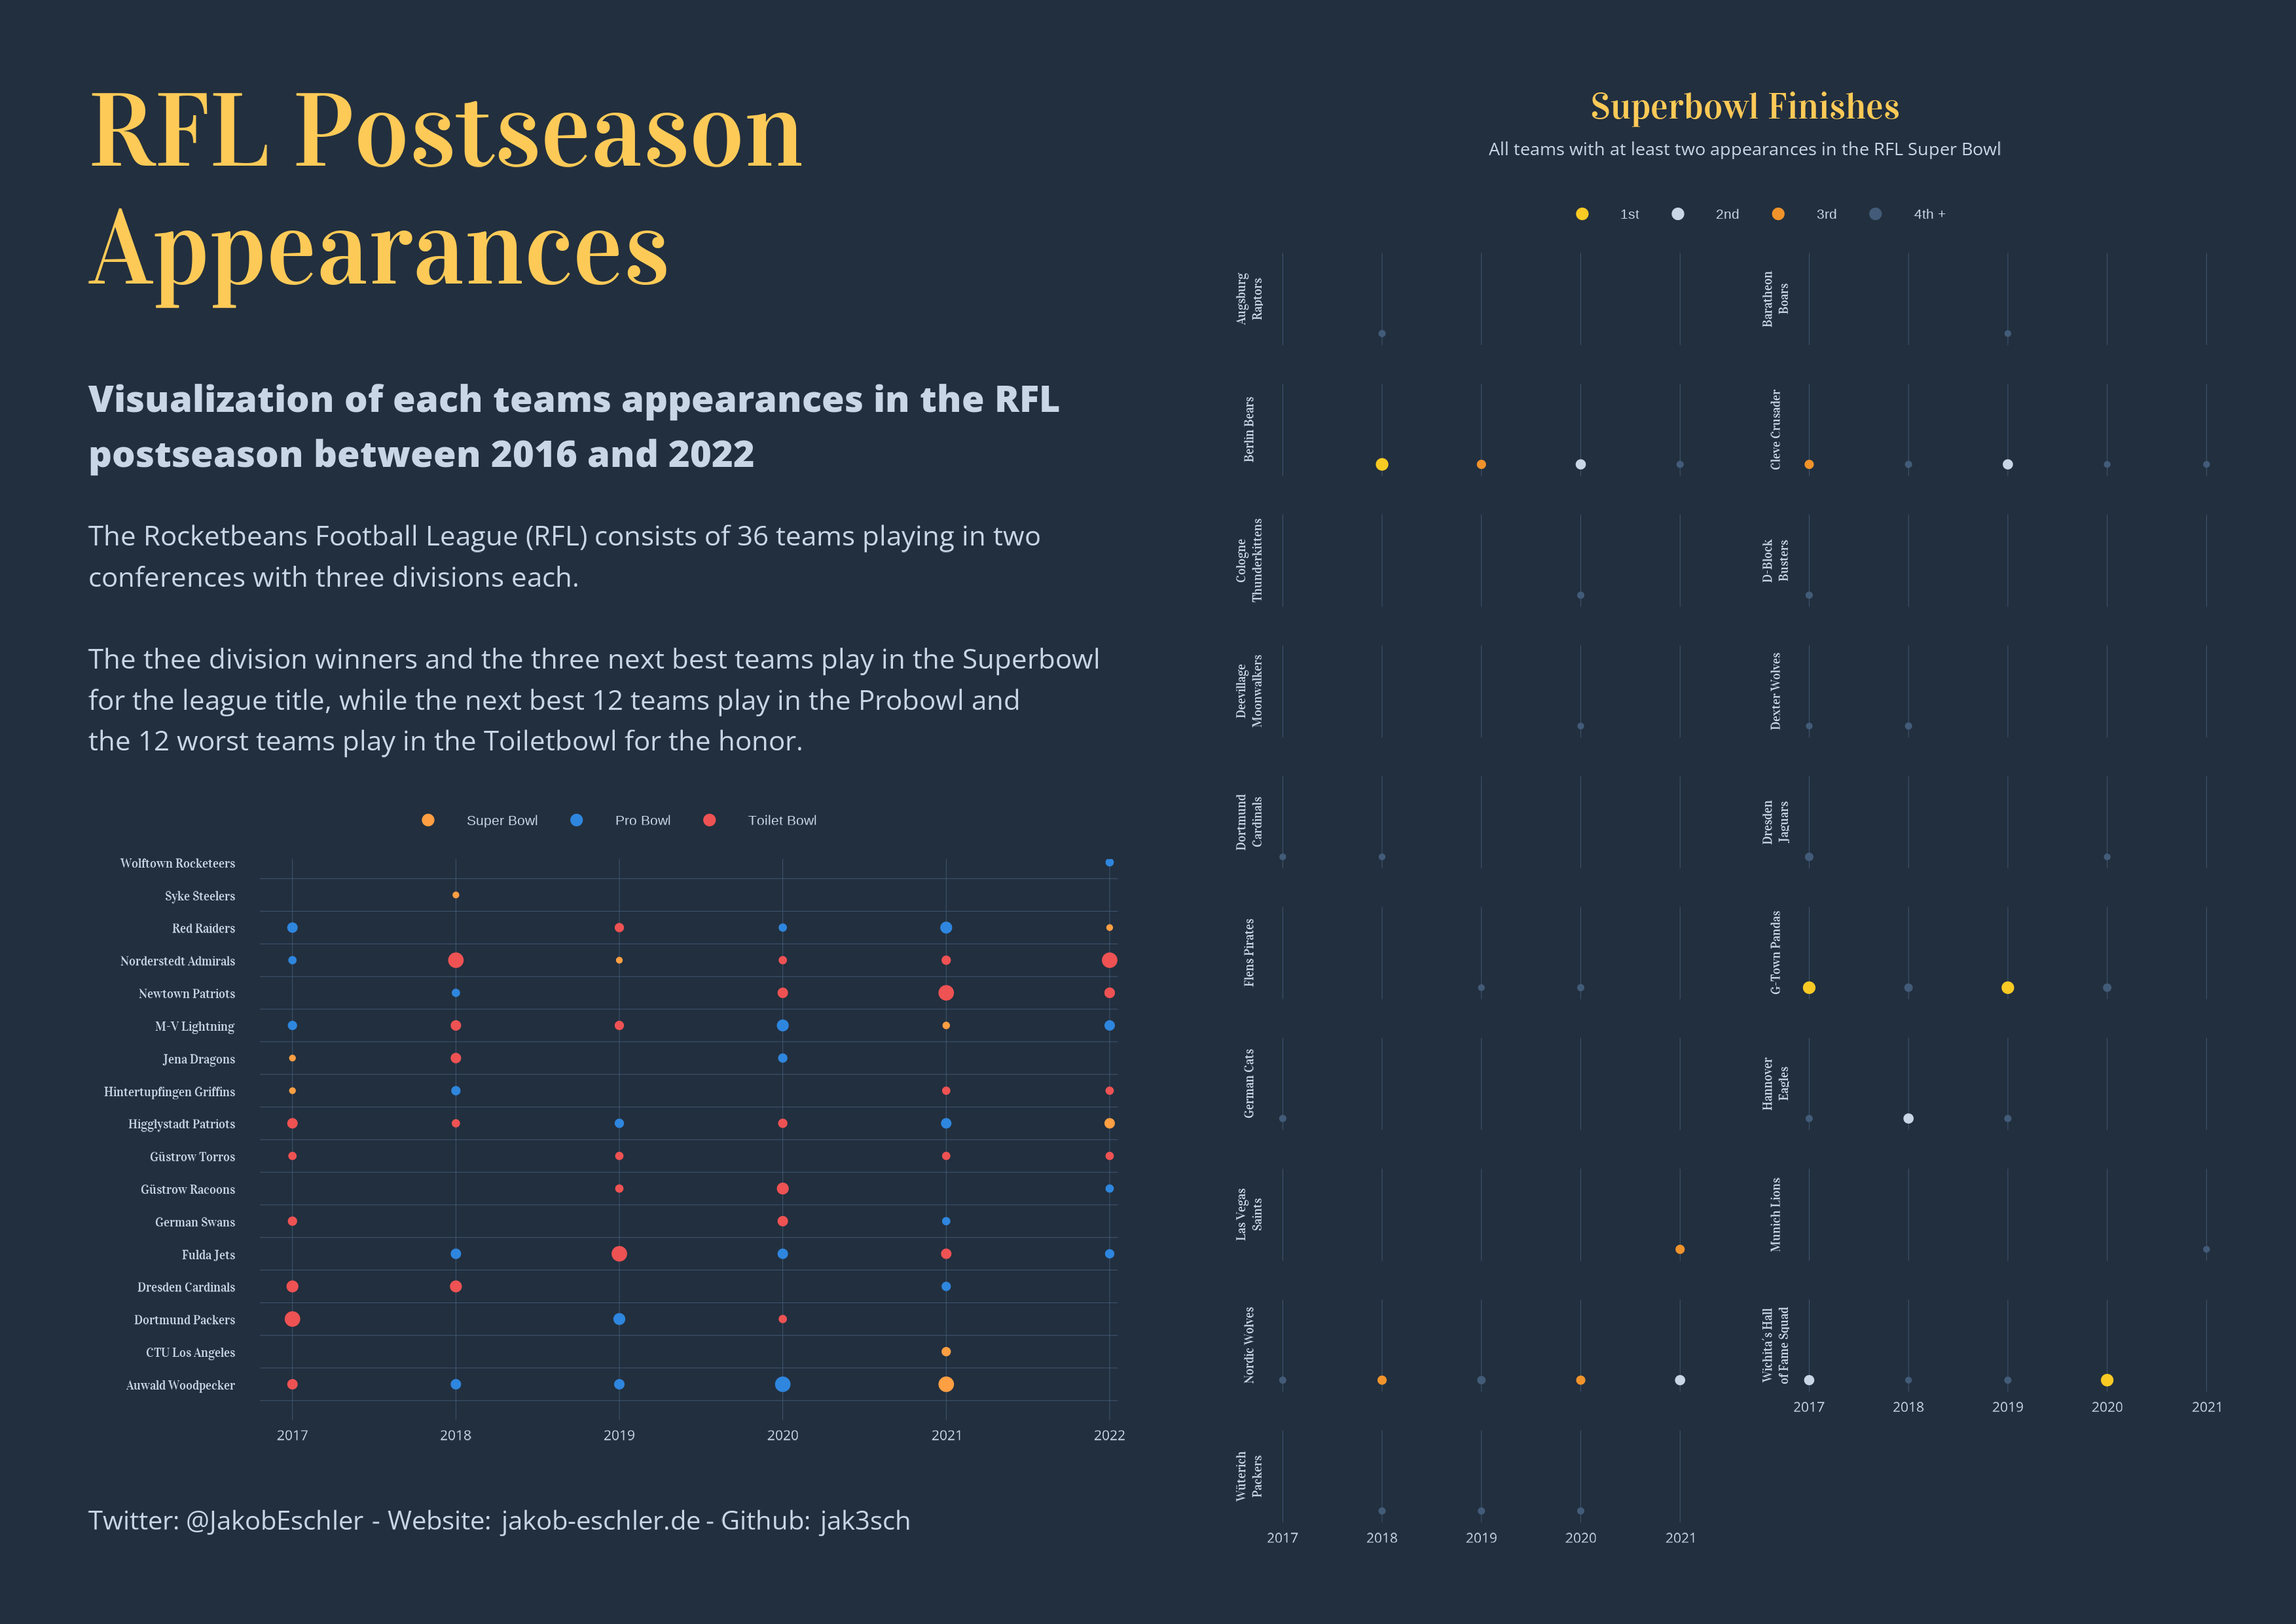 RFL Postseason
Appearances
Visualization of each teams appearances in the RFL
postseason between 2016 and 2022
The Rocketbeans Football League (RFL) consists of 36 teams playing in two
conferences with three divisions each.
The thee division winners and the three next best teams play in the Superbowl
for the league title, while the next best 12 teams play in the Probowl and
the 12 worst teams play in the Toiletbowl for the honor.
Super Bowl Pro Bowl Toilet Bowl
Wolftown Rocketeers
Syke Steelers
Red Raiders
Norderstedt Admirals
Newtown Patriots
M-V Lightning
Jena Dragons
Hintertupfingen Griffins
Higglystadt Patriots
Güstrow Torros
Güstrow Racoons
German Swans
Fulda Jets
Dresden Cardinals
Dortmund Packers
CTU Los Angeles
Auwald Woodpecker
2017 2018 2019 2020 2021 2022
Twitter: @JakobEschler - Website: jakob-eschler.de - Github: jak3sch
Superbowl Finishes
All teams with at least two appearances in the RFL Super Bowl
1st 2nd 3rd 4th +
Augsburg
Raptors
Baratheon
Boars
Berlin Bears
Cleve Crusader
Cologne
Thunderkittens
D-Block
Busters
Deevillage
Moonwalkers
Dexter Wolves
Dortmund
Cardinals
Dresden
Jaguars
Flens Pirates
G-Town Pandas
German Cats
Hannover
Eagles
Las Vegas
Saints
Munich Lions
Nordic Wolves
Wichita´s Hall
of Fame Squad
2017 2018 2019 2020 2021
Wüterich
Packers
2017 2018 2019 2020 2021